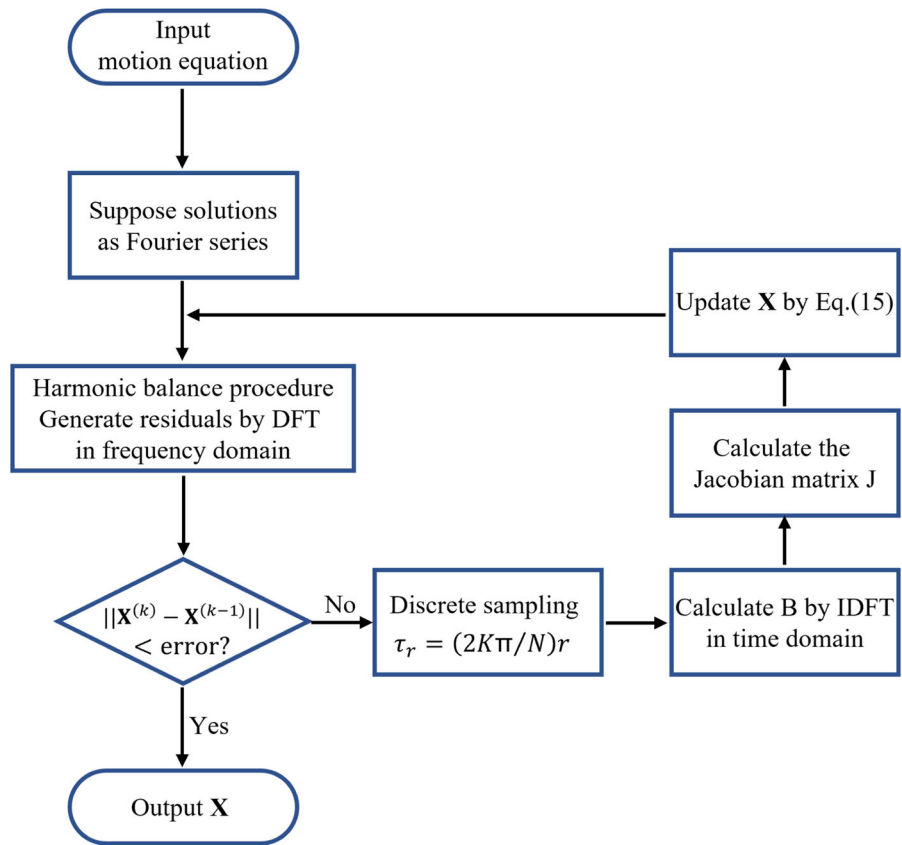 Input
motion equation
Suppose solutions
as Fourier series
Harmonic balance procedure
Generate residuals by DFT
in frequency domain
||𝐗^(k) − 𝐗^(k−1)||
< error?
No
Yes
Output 𝐗
Discrete sampling
τ_r = (2Kπ/N)r
Calculate B by IDFT
in time domain
Calculate the
Jacobian matrix J
Update 𝐗 by Eq.(15)